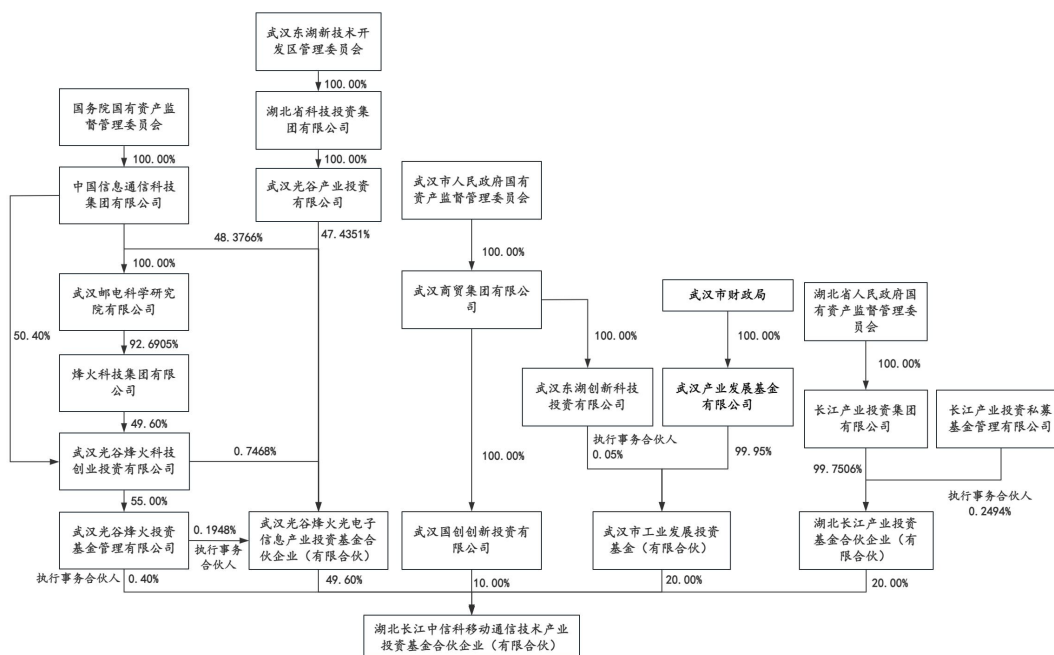 武汉东湖新技术开
发区管理委员会
100.00%
国务院国有资产监
督管理委员会
湖北省科技投资集
团有限公司
100.00%
100.00%
中国信息通信科技
集团有限公司
武汉光谷产业投资
有限公司
武汉市人民政府国有
资产监督管理委员会
48.3766%
47.4351%
100.00%
100.00%
武汉邮电科学研究
院有限公司
武汉商贸集团有限公
司
武汉市财政局
湖北省人民政府国
有资产监督管理委
员会
50.40%
92.6905%
100.00%
100.00%
100.00%
烽火科技集团有限
公司
武汉东湖创新科技
投资有限公司
武汉产业发展基金
有限公司
长江产业投资集团
有限公司
长江产业投资私募
基金管理有限公司
49.60%
执行事务合伙人
0.05%
99.95%
武汉光谷烽火科技
创业投资有限公司
0.7468%
100.00%
99.7506%
55.00%
执行事务合伙人
0.2494%
武汉光谷烽火投资
基金管理有限公司
0.1948%
执行事务
合伙人
武汉光谷烽火光电子
信息产业投资基金合
伙企业（有限合伙）
武汉国创创新投资有
限公司
武汉市工业发展投资
基金（有限合伙）
湖北长江产业投资
基金合伙企业（有
限合伙）
执行事务合伙人
0.40%
49.60%
10.00%
20.00%
20.00%
湖北长江中信科移动通信技术产业
投资基金合伙企业（有限合伙）